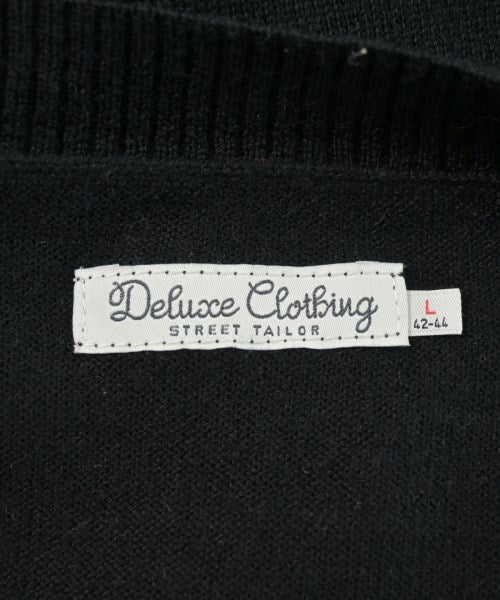 Deluxe Clothing
STREET TAILOR
L
42-44